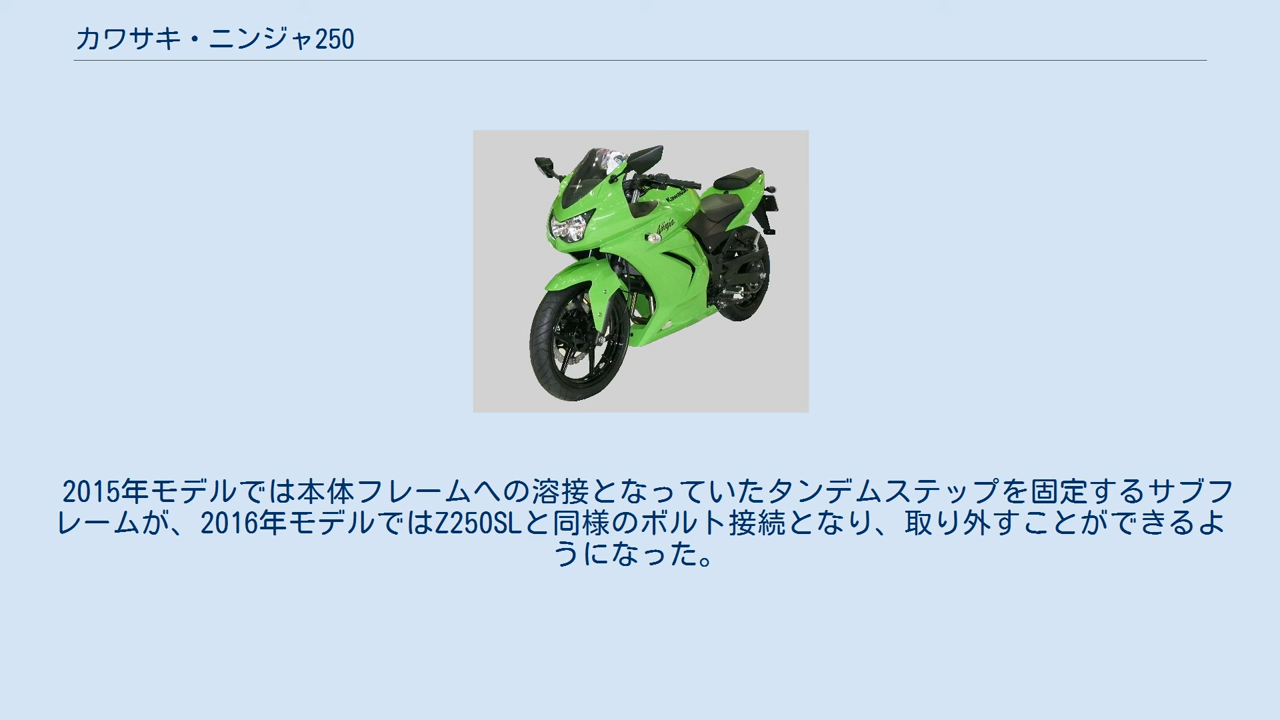 カワサキ・ニンジャ250
Kawasaki
Ninja
2015年モデルでは本体フレームへの溶接となっていたタンデムステップを固定するサブフ
レームが、2016年モデルではZ250SLと同様のボルト接続となり、取り外すことができるよ
うになった。